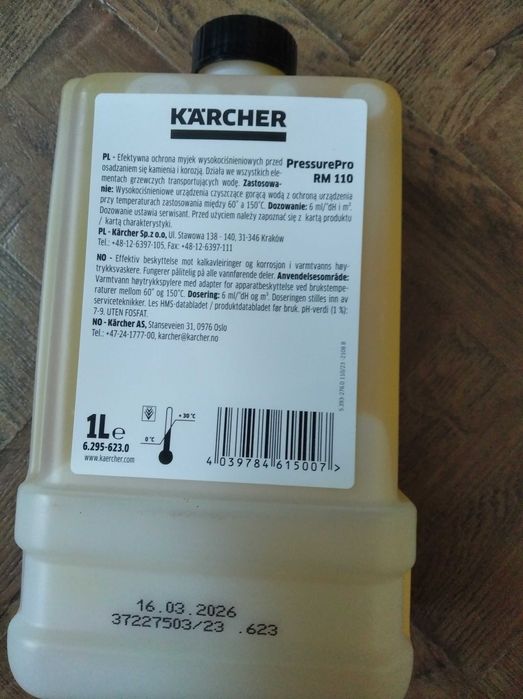 KÄRCHER
PressurePro
RM 110
PL - Efektywna ochrona myjek wysokociśnieniowych przed
osadzaniem się kamienia i korozją. Działa we wszystkich ele-
mentach grzewczych transportujących wodę. Zastosowa-
nie: Wysokociśnieniowe urządzenia czyszczące gorącą wodą z ochroną urządzenia
przy temperaturach zastosowania między 60° a 150°C. Dozowanie: 6 ml/°dH i m³.
Dozowanie ustawia serwisant. Przed użyciem należy zapoznać się z kartą produktu
/ kartą charakterystyki.
PL - Kärcher Sp.z o.o, Ul. Stawowa 138 - 140, 31-346 Kraków
Tel.: +48-12-6397-105, Fax: +48-12-6397-111
NO - Effektiv beskyttelse mot kalkavleiringer og korrosjon i varmtvanns høy-
trykksvaskere. Fungerer pålitelig på alle vannførende deler. Anvendelsesområde:
Varmtvann høytrykkspylere med adapter for apparatbeskyttelse ved brukstempe-
raturer mellom 60° og 150°C. Dosering: 6 ml/°dH og m³. Doseringen stilles inn av
serviceteknikker. Les HMS-databladet / produktdatabladet før bruk. pH-verdi (1 %):
7-9. UTEN FOSFAT.
NO - Kärcher AS, Stanseveien 31, 0976 Oslo
Tel.: +47-24-1777-00, karcher@karcher.no
1L e
6.295-623.0
www.kaercher.com
0 °C
+ 30 °C
4 039784 615007 >
16.03.2026
37227503/23 .623